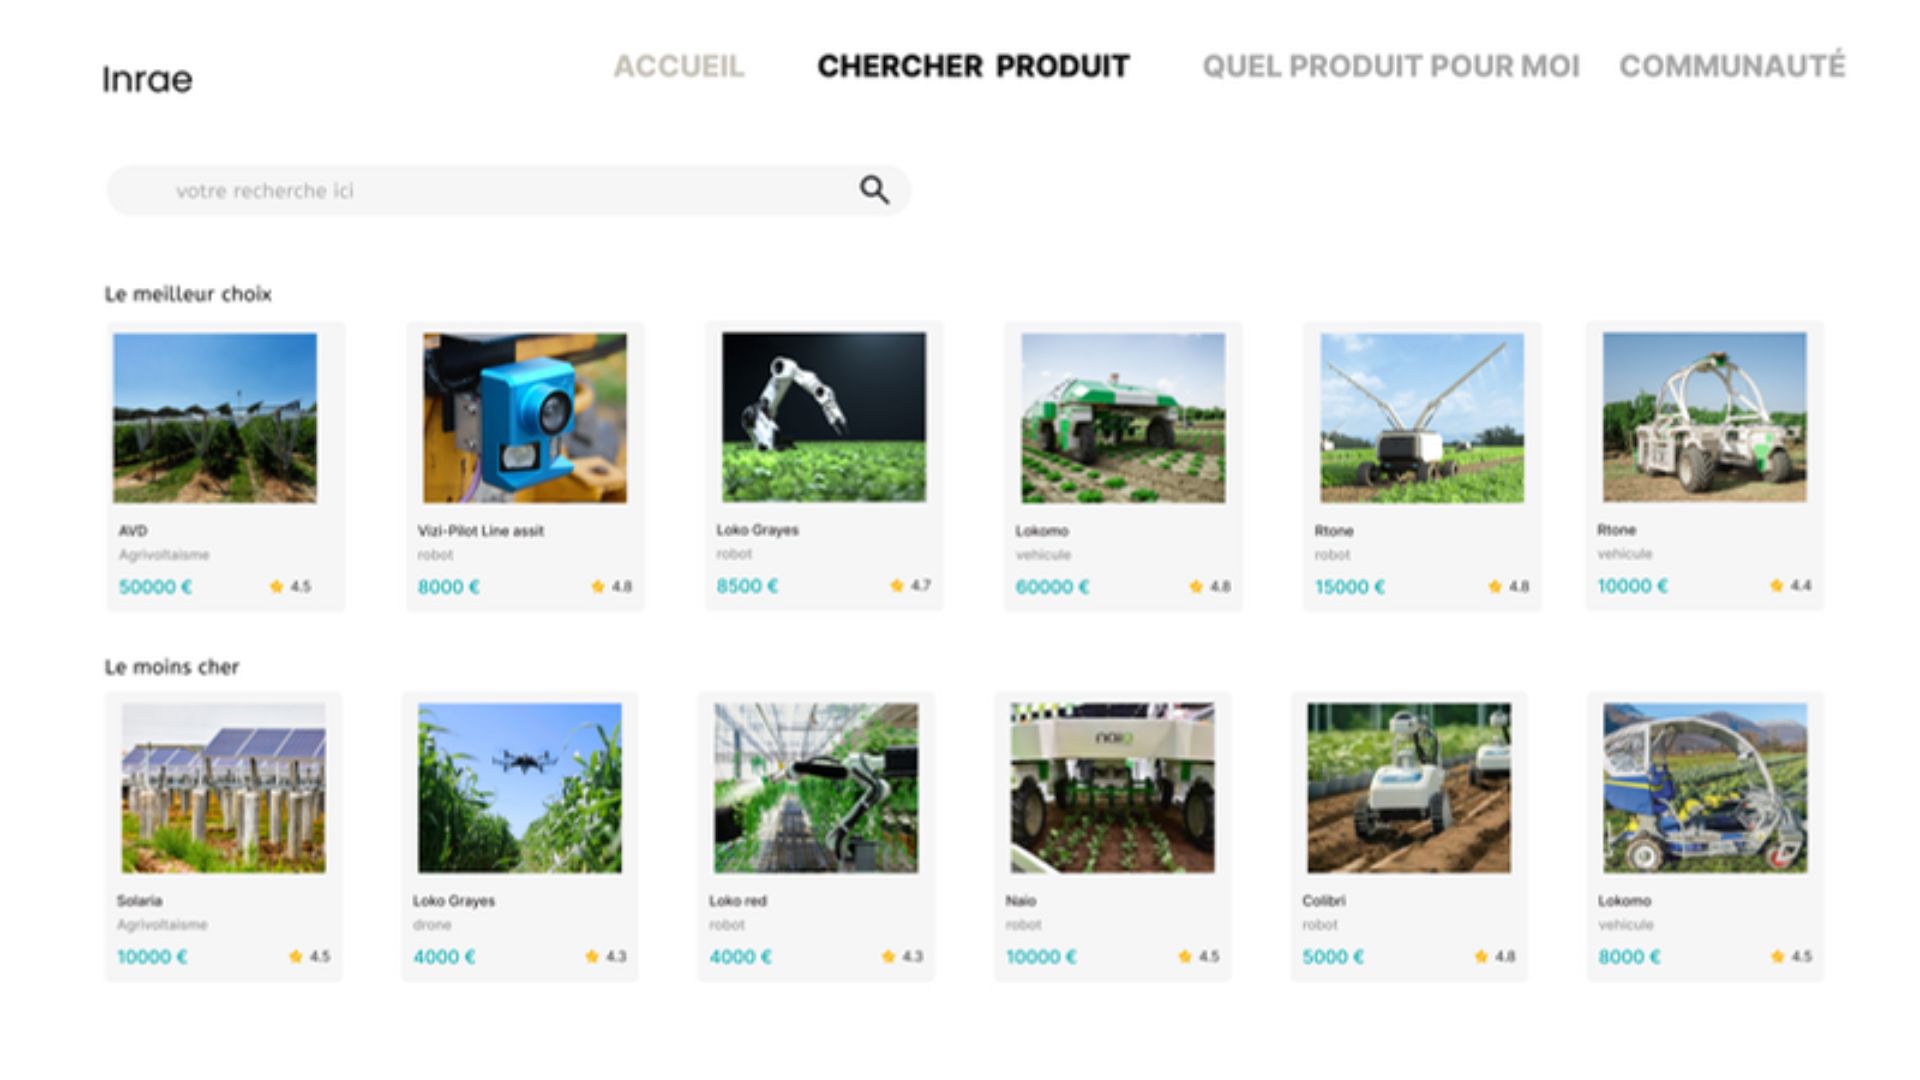 Inrae
ACCUEIL
CHERCHER PRODUIT
QUEL PRODUIT POUR MOI
COMMUNAUTÉ
votre recherche ici
Le meilleur choix
AVD
Agrivoltaisme
50000 €
4.5
Vizi-Pilot Line assit
robot
8000 €
4.8
Loko Grayes
robot
8500 €
4.7
Lokomo
vehicule
60000 €
4.8
Rtone
robot
15000 €
4.8
Rtone
vehicule
10000 €
4.4
Le moins cher
naïo
Solaria
Agrivoltaisme
10000 €
4.5
Loko Grayes
drone
4000 €
4.3
Loko red
robot
4000 €
4.3
Naio
robot
10000 €
4.5
Colibri
robot
5000 €
4.8
Lokomo
vehicule
8000 €
4.5